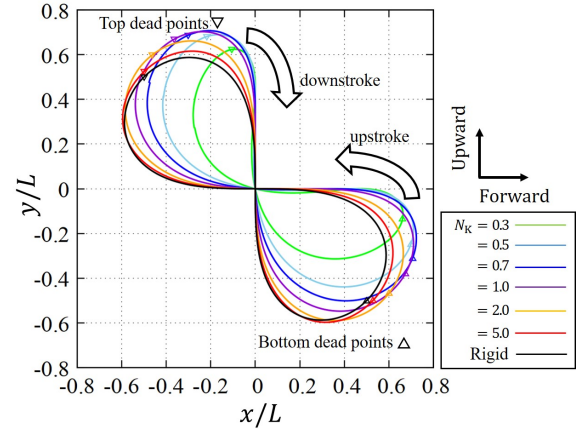 0.8
0.6
0.4
0.2
0
-0.2
-0.4
-0.6
-0.8
-0.8 -0.6 -0.4 -0.2 0 0.2 0.4 0.6 0.8
y/L
x/L
Top dead points ▽
downstroke
upstroke
Bottom dead points △
Upward
Forward
N_K = 0.3
= 0.5
= 0.7
= 1.0
= 2.0
= 5.0
Rigid